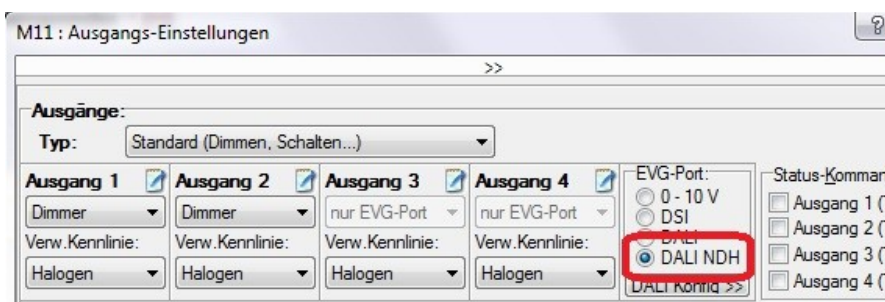 M11 : Ausgangs-Einstellungen
>>
Ausgänge:
Typ: Standard (Dimmen, Schalten...)
Ausgang 1 Ausgang 2 Ausgang 3 Ausgang 4
Dimmer Dimmer nur EVG-Port nur EVG-Port
Verw.Kennlinie: Verw.Kennlinie: Verw.Kennlinie: Verw.Kennlinie:
Halogen Halogen Halogen Halogen
EVG-Port:
0 - 10 V
DSI
DALI
DALI NDH
DALI Konfig >>
Status-Komman
Ausgang 1 (
Ausgang 2 (
Ausgang 3 (
Ausgang 4 (